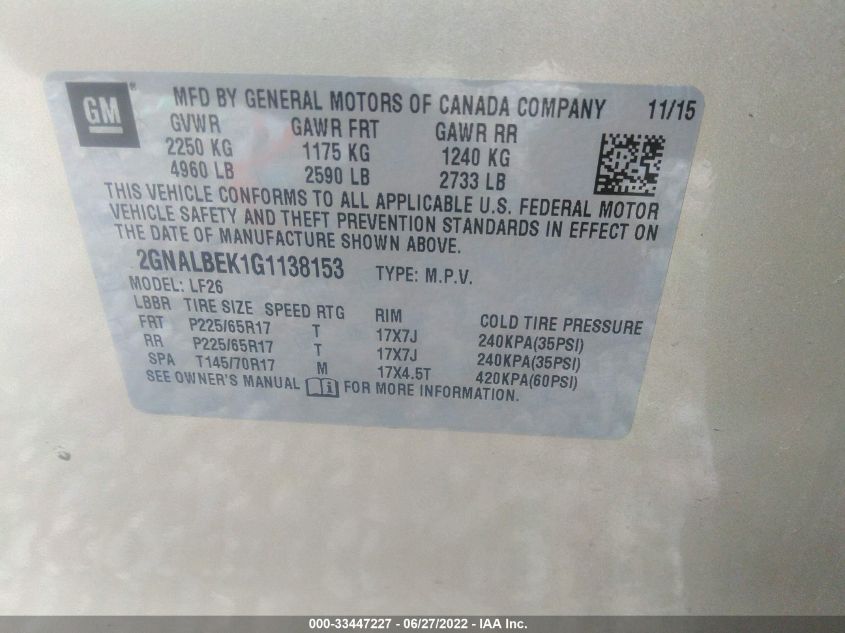 GM ® MFD BY GENERAL MOTORS OF CANADA COMPANY 11/15
GVWR GAWR FRT GAWR RR
2250 KG 1175 KG 1240 KG
4960 LB 2590 LB 2733 LB
THIS VEHICLE CONFORMS TO ALL APPLICABLE U.S. FEDERAL MOTOR
VEHICLE SAFETY AND THEFT PREVENTION STANDARDS IN EFFECT ON
THE DATE OF MANUFACTURE SHOWN ABOVE.
2GNALBEK1G1138153 TYPE: M.P.V.
MODEL: LF26
LBBR TIRE SIZE SPEED RTG RIM COLD TIRE PRESSURE
FRT P225/65R17 T 17X7J 240KPA(35PSI)
RR P225/65R17 T 17X7J 240KPA(35PSI)
SPA T145/70R17 M 17X4.5T 420KPA(60PSI)
SEE OWNER'S MANUAL i FOR MORE INFORMATION.
000-33447227 - 06/27/2022 - IAA Inc.